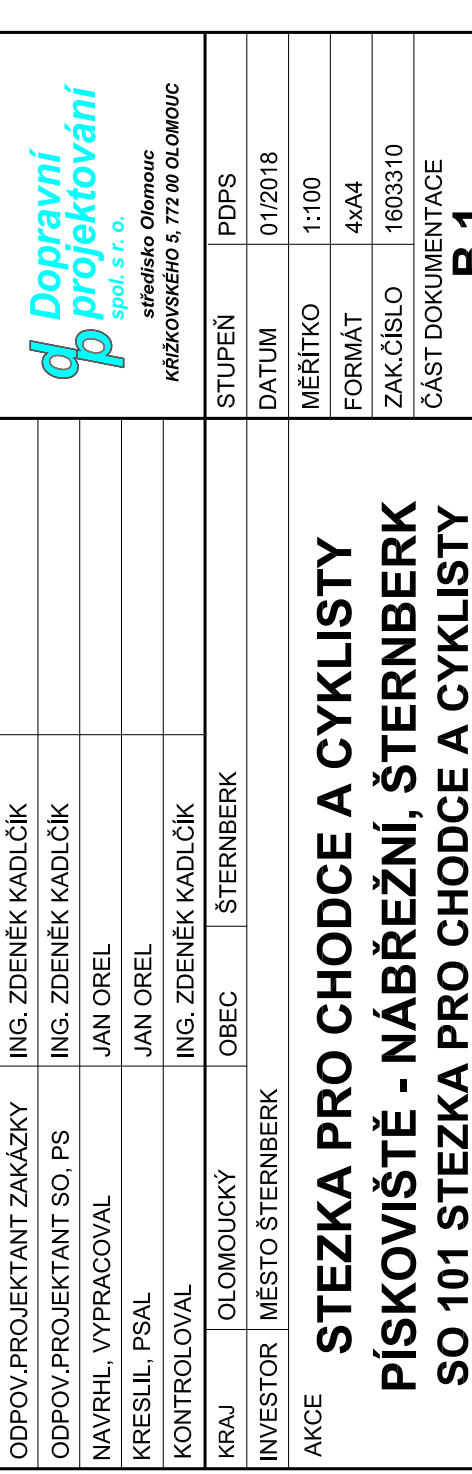 ODPOV.PROJEKTANT ZAKÁZKY ING. ZDENĚK KADLČÍK
ODPOV.PROJEKTANT SO, PS ING. ZDENĚK KADLČÍK
NAVRHL, VYPRACOVAL JAN OREL
KRESLIL, PSAL JAN OREL
KONTROLOVAL ING. ZDENĚK KADLČÍK
dp Dopravní
projektování
spol. s r. o.
středisko Olomouc
KŘIŽKOVSKÉHO 5, 772 00 OLOMOUC
KRAJ OLOMOUCKÝ OBEC ŠTERNBERK
INVESTOR MĚSTO ŠTERNBERK
AKCE
STEZKA PRO CHODCE A CYKLISTY
PÍSKOVIŠTĚ - NÁBŘEŽNÍ, ŠTERNBERK
SO 101 STEZKA PRO CHODCE A CYKLISTY
STUPEŇ PDPS
DATUM 01/2018
MĚŘÍTKO 1:100
FORMÁT 4xA4
ZAK.ČÍSLO 1603310
ČÁST DOKUMENTACE